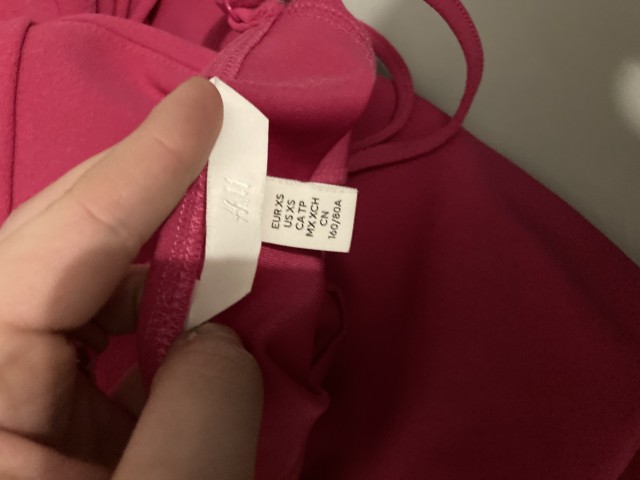 H&M
EUR XS
US XS
CA TP
MX XCH
CN
160/80A